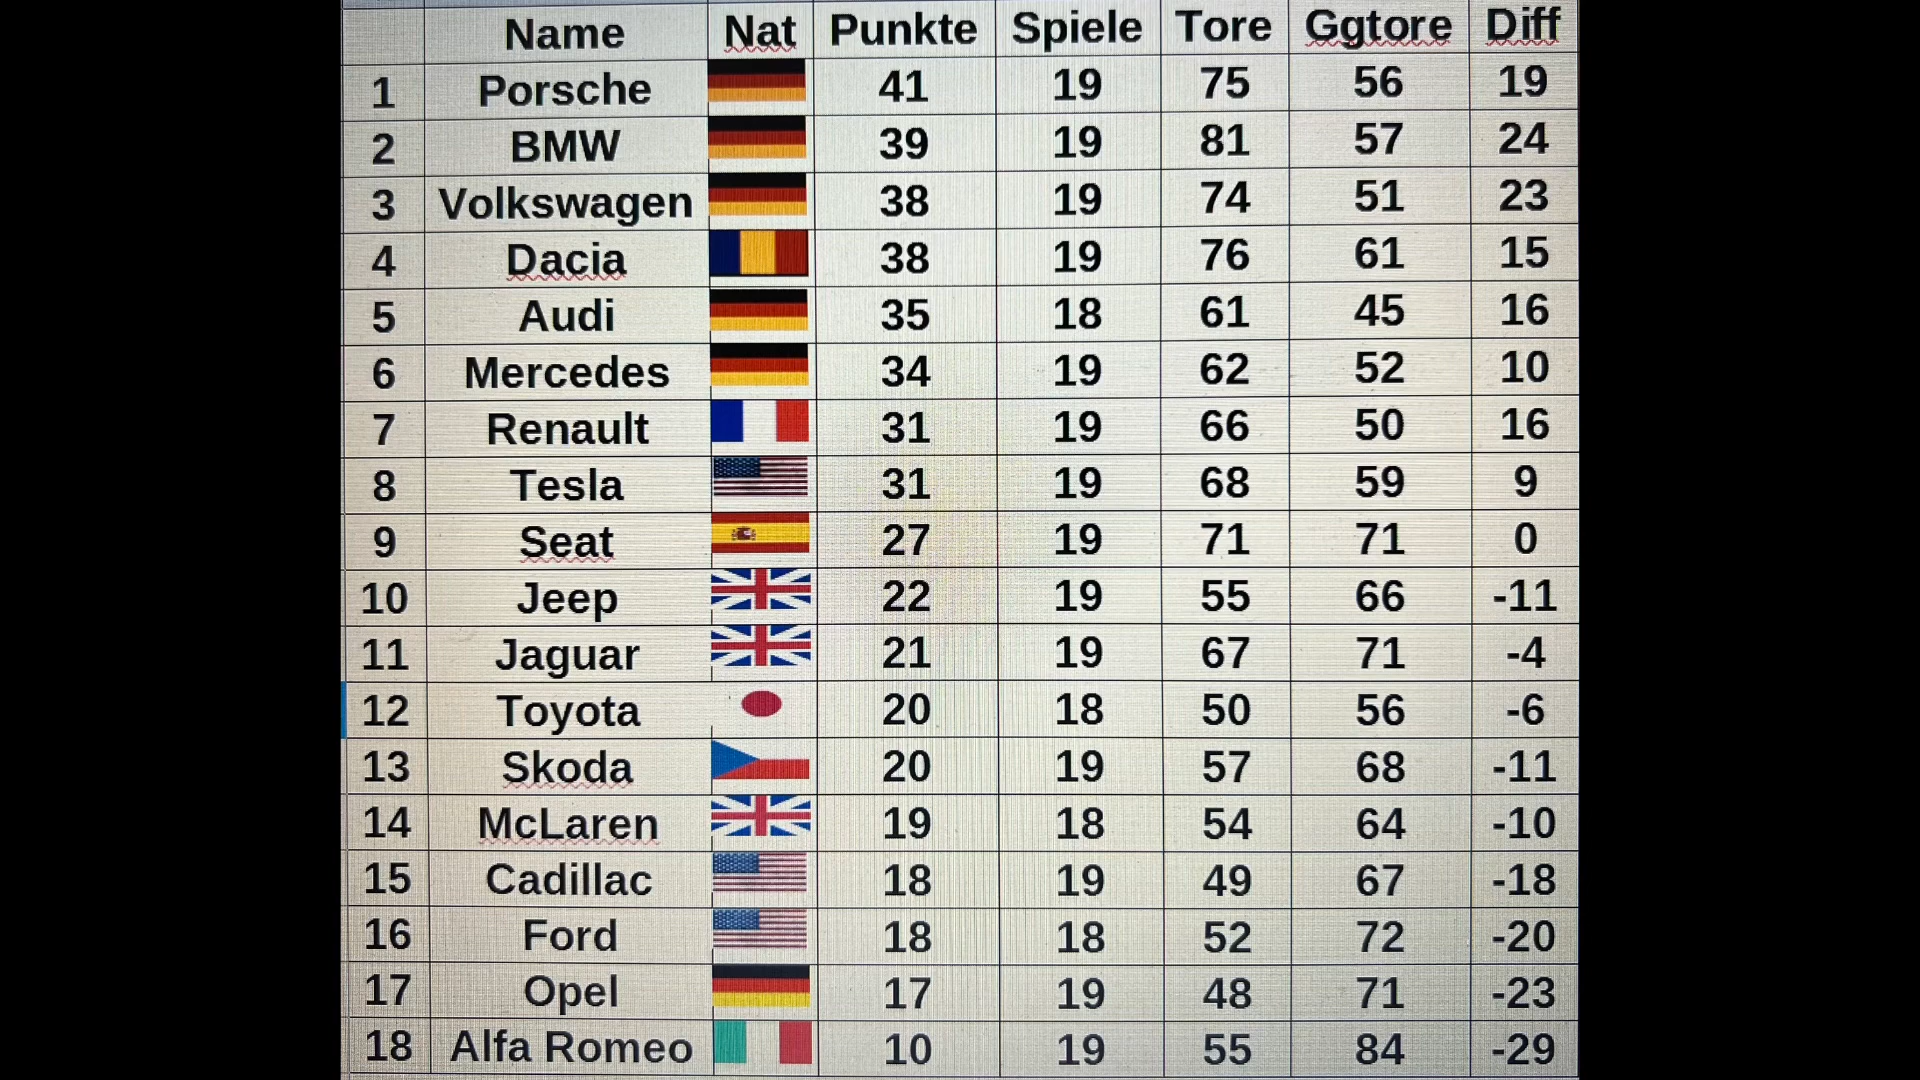 Name Nat Punkte Spiele Tore Ggtore Diff
1 Porsche 41 19 75 56 19
2 BMW 39 19 81 57 24
3 Volkswagen 38 19 74 51 23
4 Dacia 38 19 76 61 15
5 Audi 35 18 61 45 16
6 Mercedes 34 19 62 52 10
7 Renault 31 19 66 50 16
8 Tesla 31 19 68 59 9
9 Seat 27 19 71 71 0
10 Jeep 22 19 55 66 -11
11 Jaguar 21 19 67 71 -4
12 Toyota 20 18 50 56 -6
13 Skoda 20 19 57 68 -11
14 McLaren 19 18 54 64 -10
15 Cadillac 18 19 49 67 -18
16 Ford 18 18 52 72 -20
17 Opel 17 19 48 71 -23
18 Alfa Romeo 10 19 55 84 -29